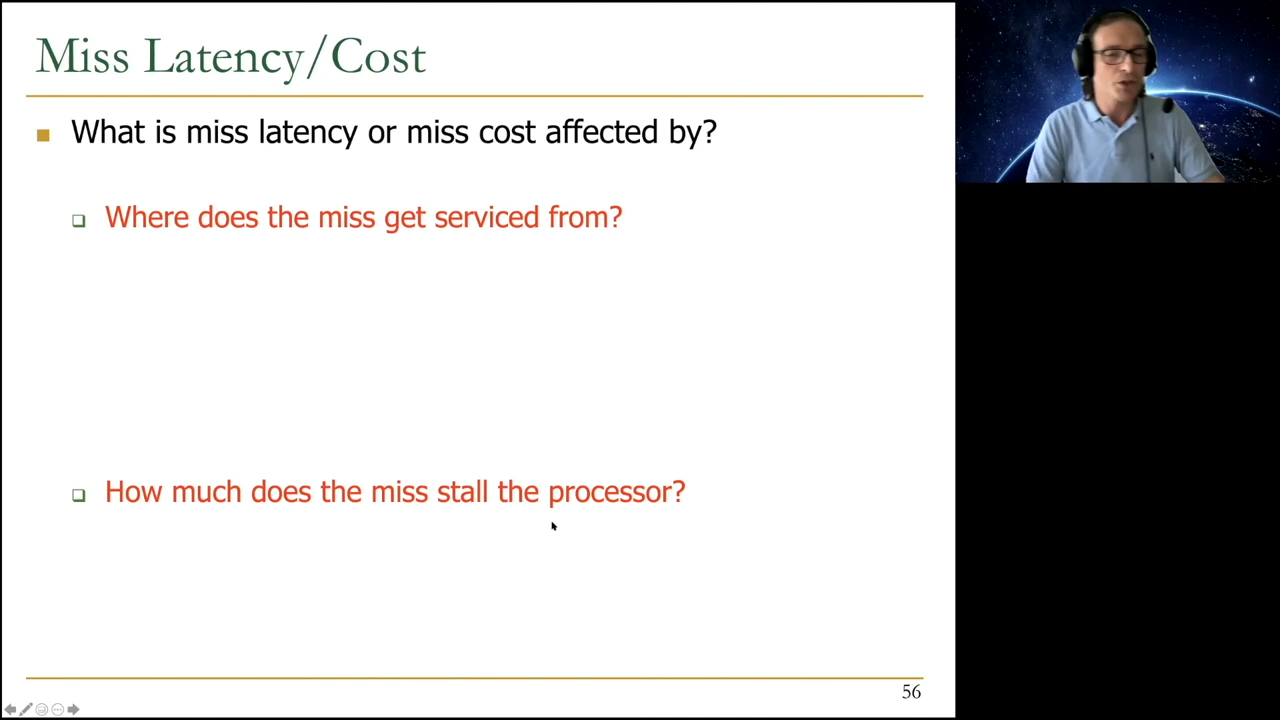 Miss Latency/Cost
What is miss latency or miss cost affected by?
Where does the miss get serviced from?
How much does the miss stall the processor?
56